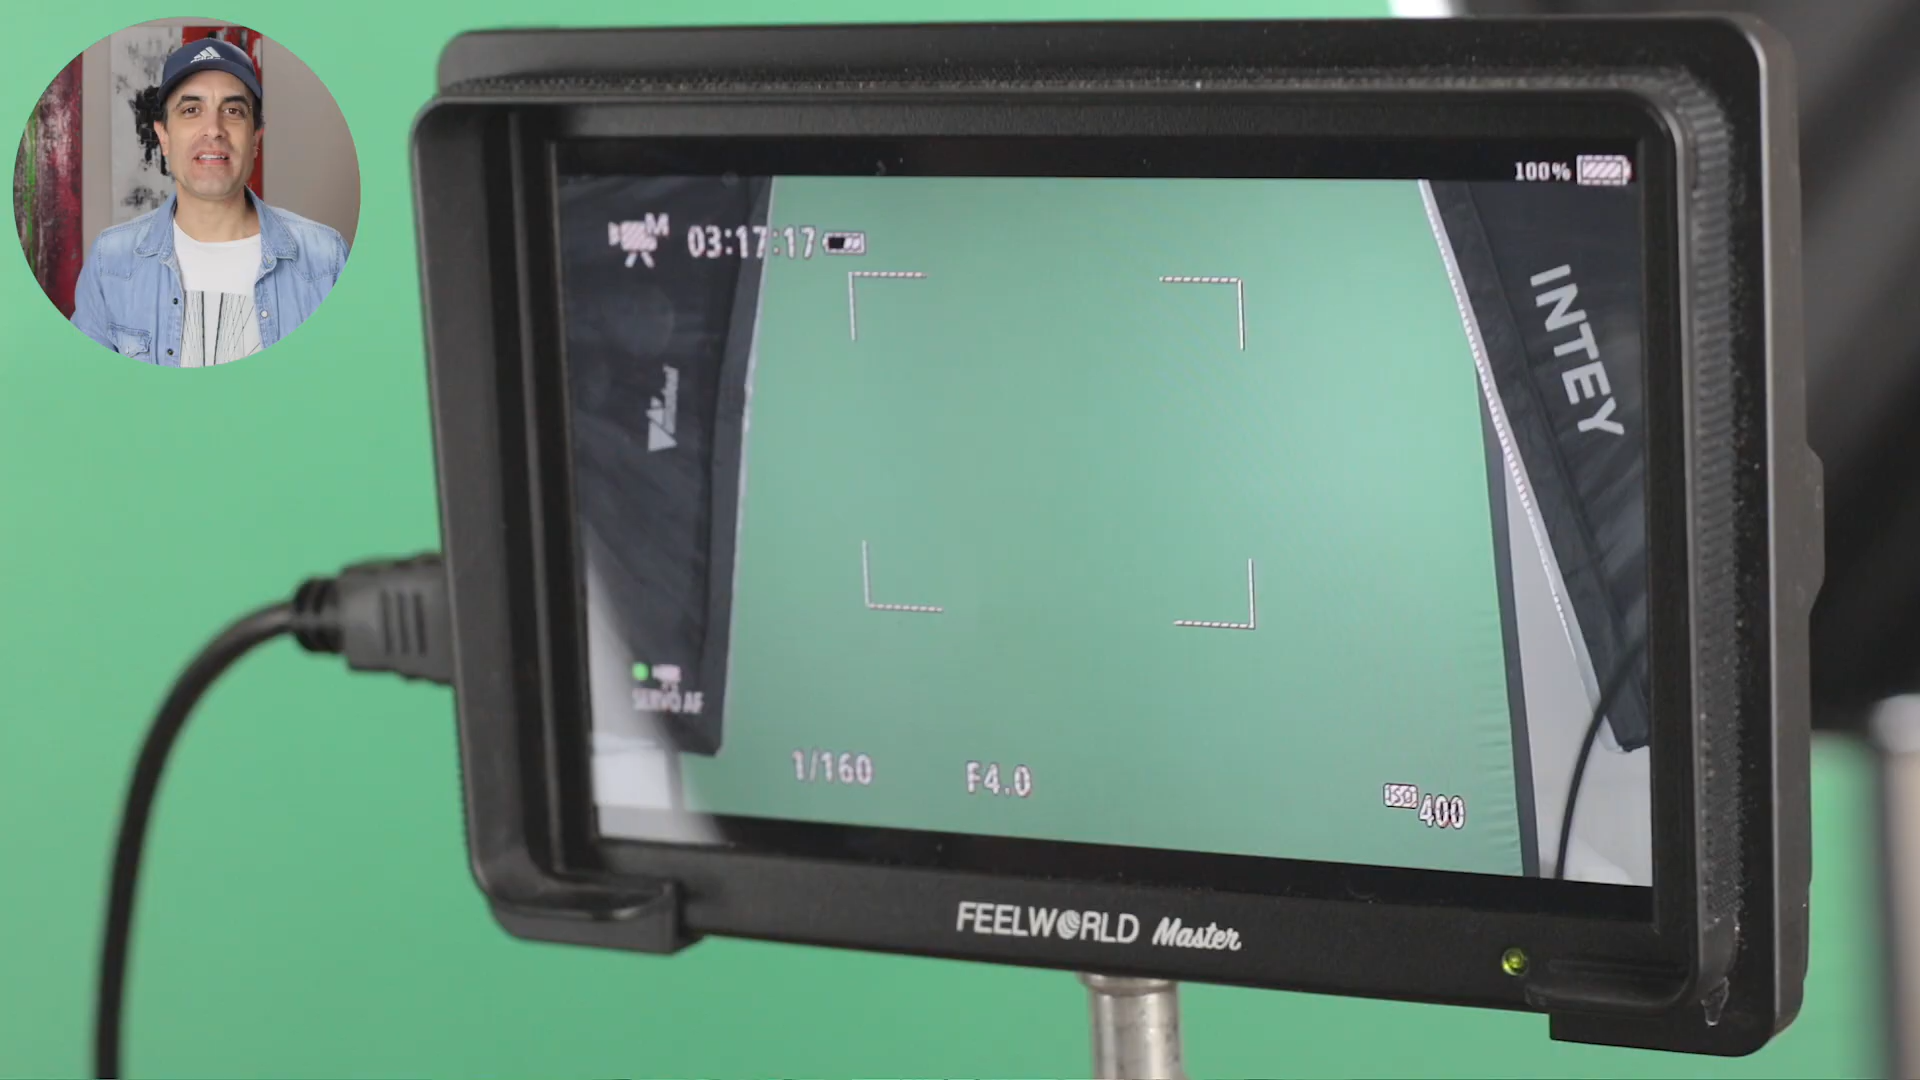 100%
M
03:17:17
INTEY
SERVO AF
1/160
F4.0
ISO
400
FEELWORLD Master